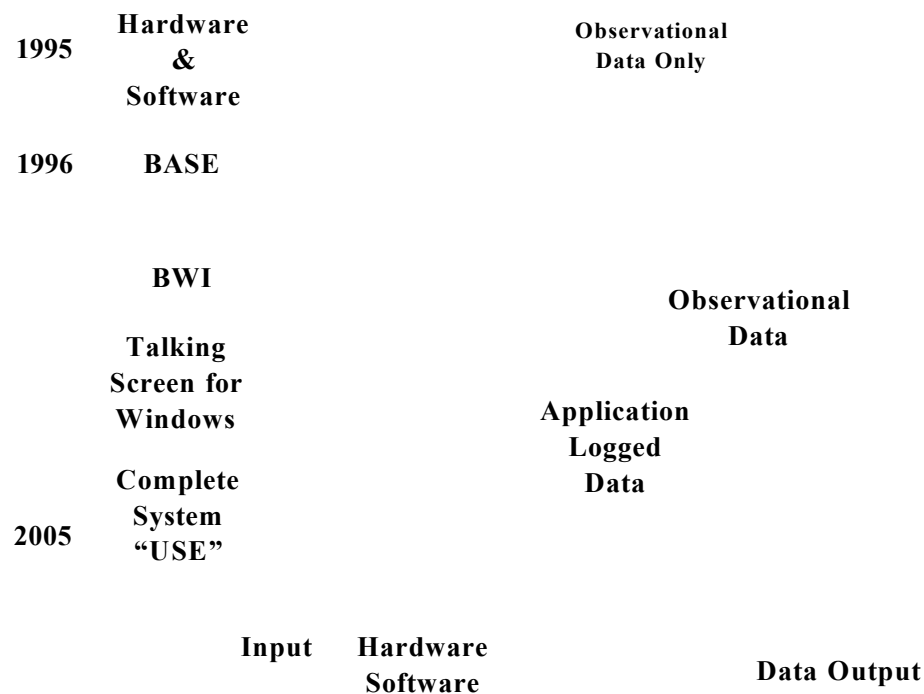 1995
Hardware
&
Software
Observational
Data Only
1996
BASE
BWI
Observational
Data
Talking
Screen for
Windows
Application
Logged
Data
Complete
System
“USE”
2005
Input
Hardware
Software
Data Output